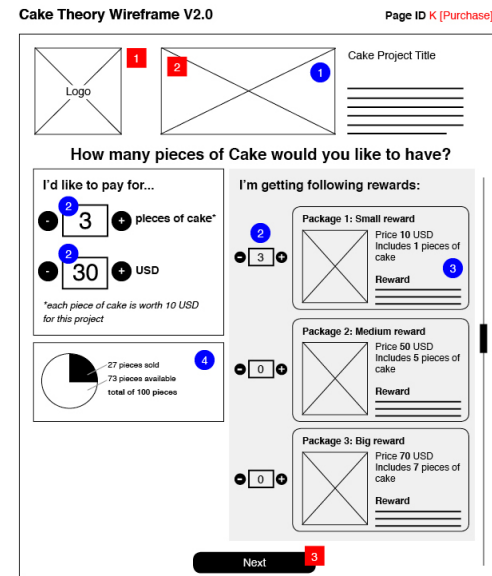 Cake Theory Wireframe V2.0
Page ID K [Purchase]
Logo
1
2
1
Cake Project Title
How many pieces of Cake would you like to have?
I'd like to pay for...
2
- 3 + pieces of cake*
2
- 30 + USD
*each piece of cake is worth 10 USD
for this project
27 pieces sold
73 pieces available
total of 100 pieces
4
I'm getting following rewards:
2
- 3 +
Package 1: Small reward
Price 10 USD
Includes 1 pieces of
cake
3
Reward
- 0 +
Package 2: Medium reward
Price 50 USD
Includes 5 pieces of
cake
Reward
- 0 +
Package 3: Big reward
Price 70 USD
Includes 7 pieces of
cake
Reward
Next
3